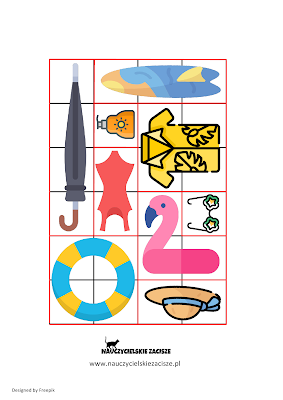 NAUCZYCIELSKIE ZACISZE
www.nauczycielskiezacisze.pl
Designed by Freepik